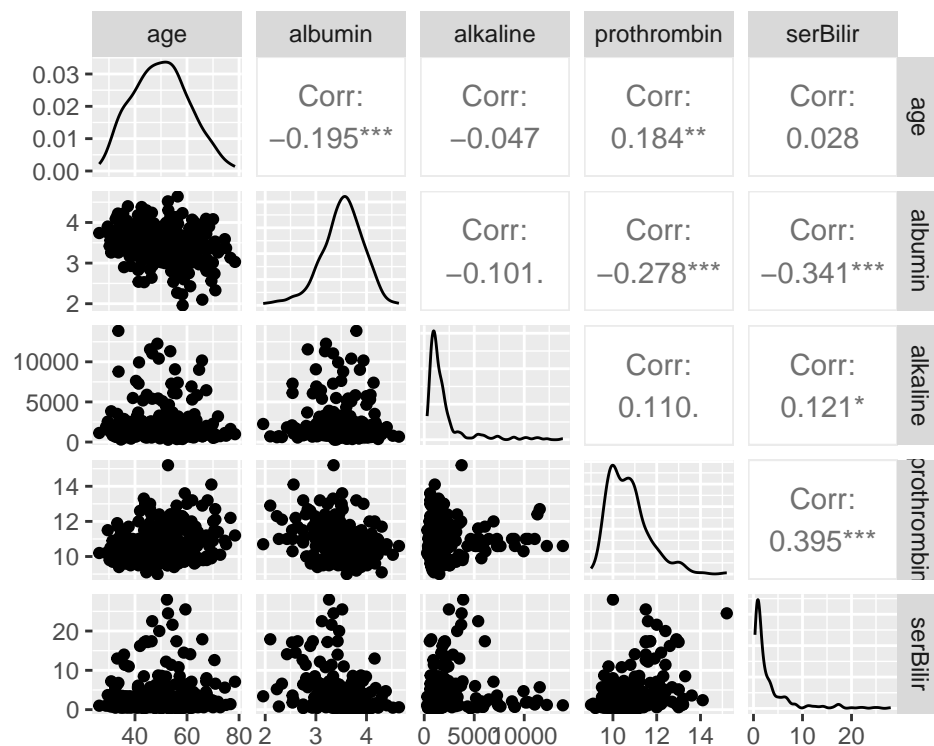 age albumin alkaline prothrombin serBilir
0.03
0.02
0.01
0.00
Corr:
−0.195***
Corr:
−0.047
Corr:
0.184**
Corr:
0.028
age
4
3
2
Corr:
−0.101.
Corr:
−0.278***
Corr:
−0.341***
albumin
10000
5000
0
Corr:
0.110.
Corr:
0.121*
alkaline
14
12
10
Corr:
0.395***
prothrombin
20
10
0
serBilir
40 60 80 2 3 4 0 5000 10000 10 12 14 0 10 20